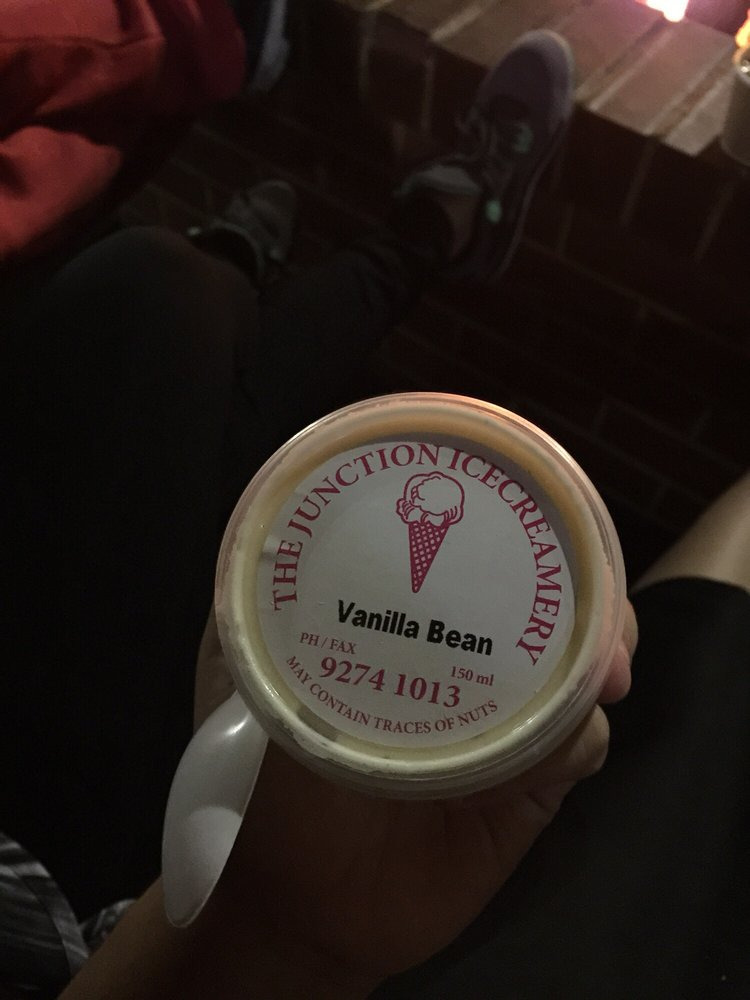 THE JUNCTION ICECREAMERY
Vanilla Bean
PH / FAX
150 ml
9274 1013
MAY CONTAIN TRACES OF NUTS